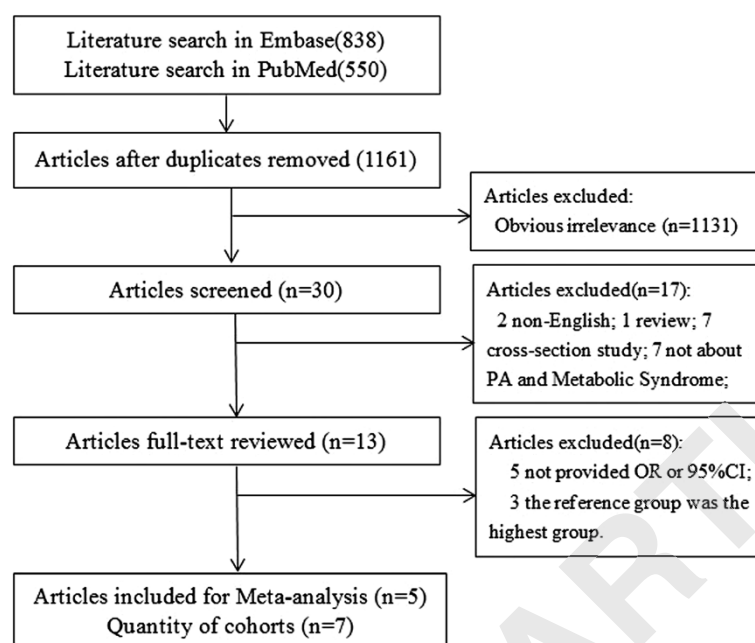 Literature search in Embase(838)
Literature search in PubMed(550)
Articles after duplicates removed (1161)
Articles excluded:
Obvious irrelevance (n=1131)
Articles screened (n=30)
Articles excluded(n=17):
2 non-English; 1 review; 7
cross-section study; 7 not about
PA and Metabolic Syndrome;
Articles full-text reviewed (n=13)
Articles excluded(n=8):
5 not provided OR or 95%CI;
3 the reference group was the
highest group.
Articles included for Meta-analysis (n=5)
Quantity of cohorts (n=7)
ARTI